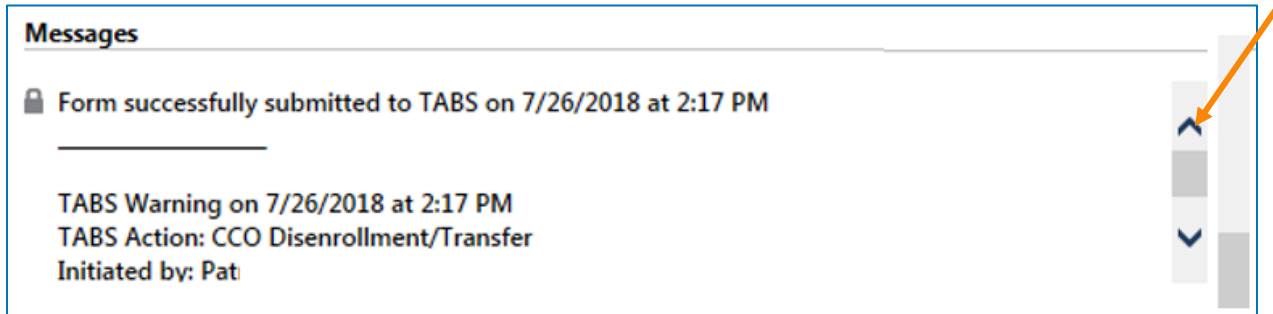 Messages
Form successfully submitted to TABS on 7/26/2018 at 2:17 PM
TABS Warning on 7/26/2018 at 2:17 PM
TABS Action: CCO Disenrollment/Transfer
Initiated by: